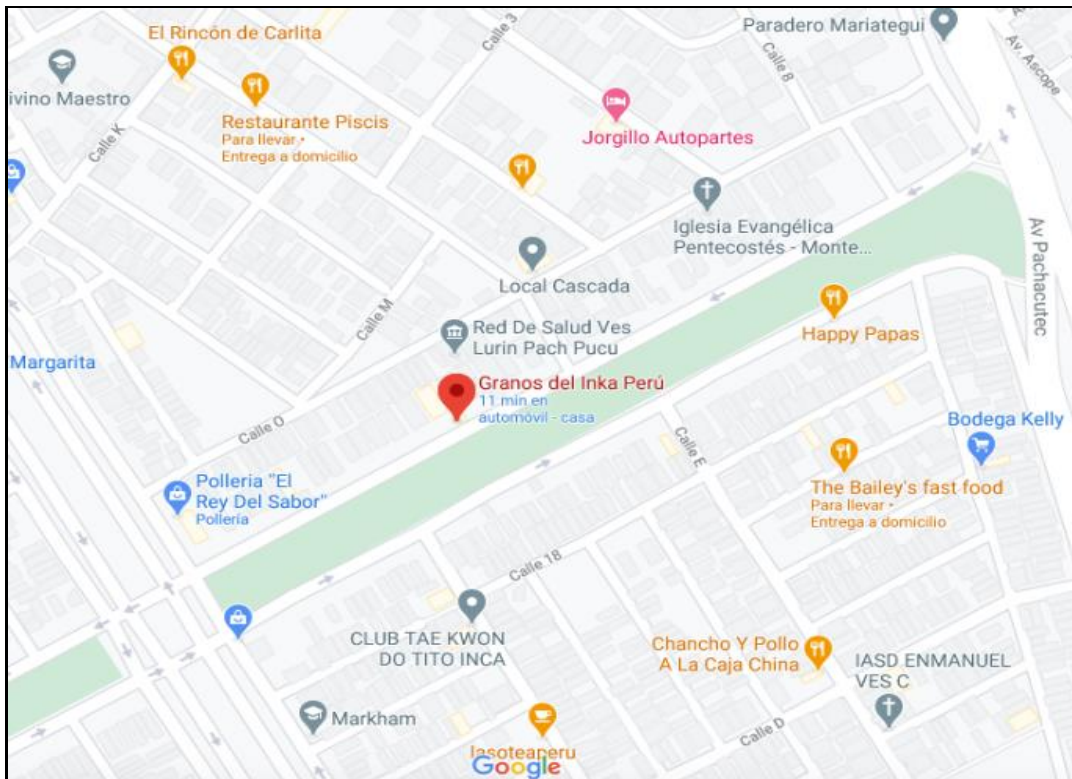 Paradero Mariategui
El Rincón de Carlita
Calle 3
Calle 8
Av. Ascope
ivino Maestro
Restaurante Piscis
Para llevar •
Entrega a domicilio
Jorgillo Autopartes
Calle K
Iglesia Evangélica
Pentecostés - Monte...
Av Pachacutec
Local Cascada
Calle M
Red De Salud Ves
Lurin Pach Pucu
Happy Papas
Margarita
Granos del Inka Perú
11 min en
automóvil - casa
Calle O
Calle E
Bodega Kelly
Polleria "El
Rey Del Sabor"
Pollería
The Bailey's fast food
Para llevar •
Entrega a domicilio
Calle 18
CLUB TAE KWON
DO TITO INCA
Chancho Y Pollo
A La Caja China
IASD ENMANUEL
VES C
Markham
Calle D
lasoteaperu
Google